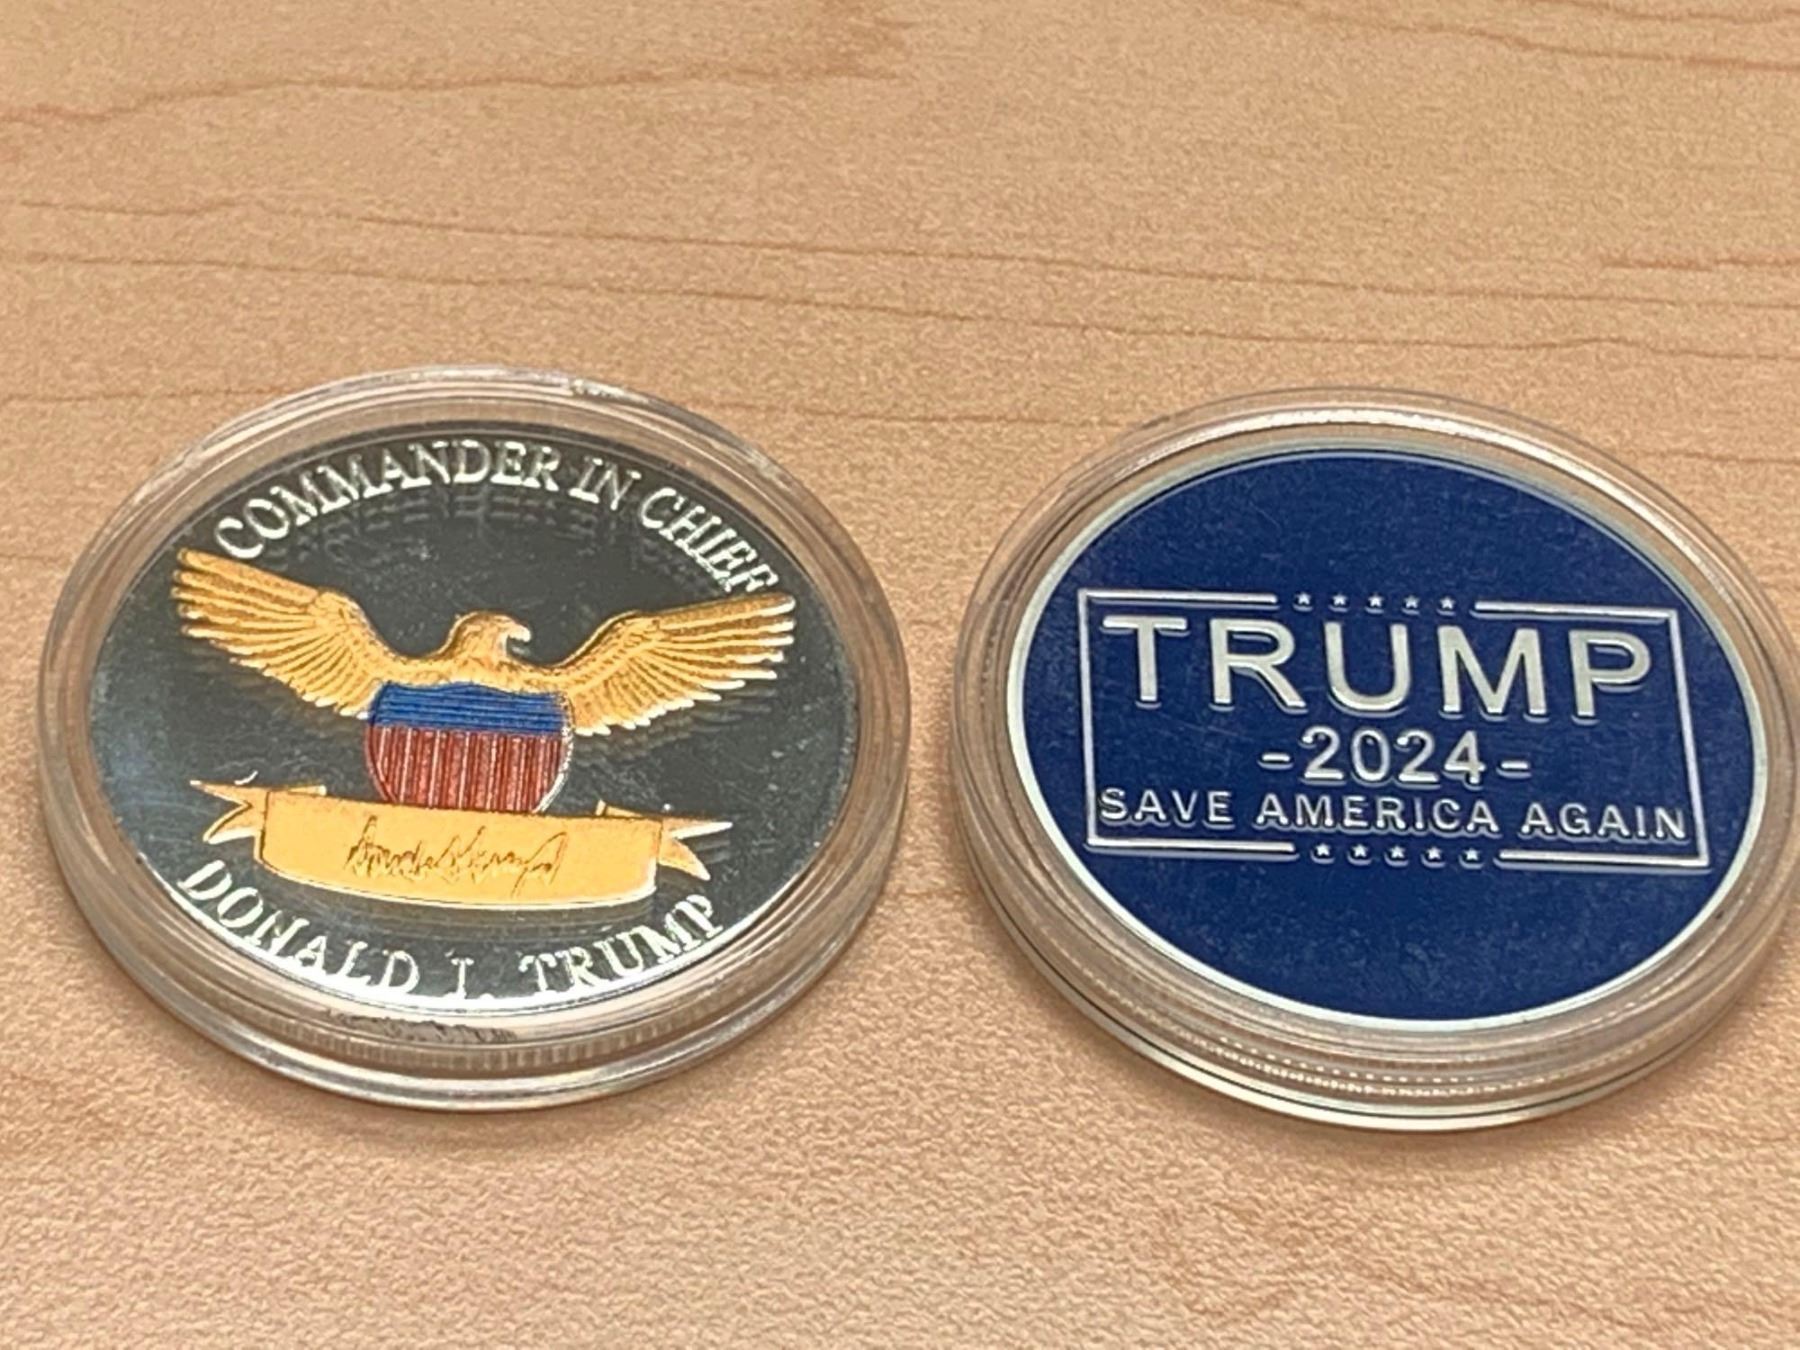 COMMANDER IN CHIEF
DONALD J. TRUMP
TRUMP
-2024-
SAVE AMERICA AGAIN